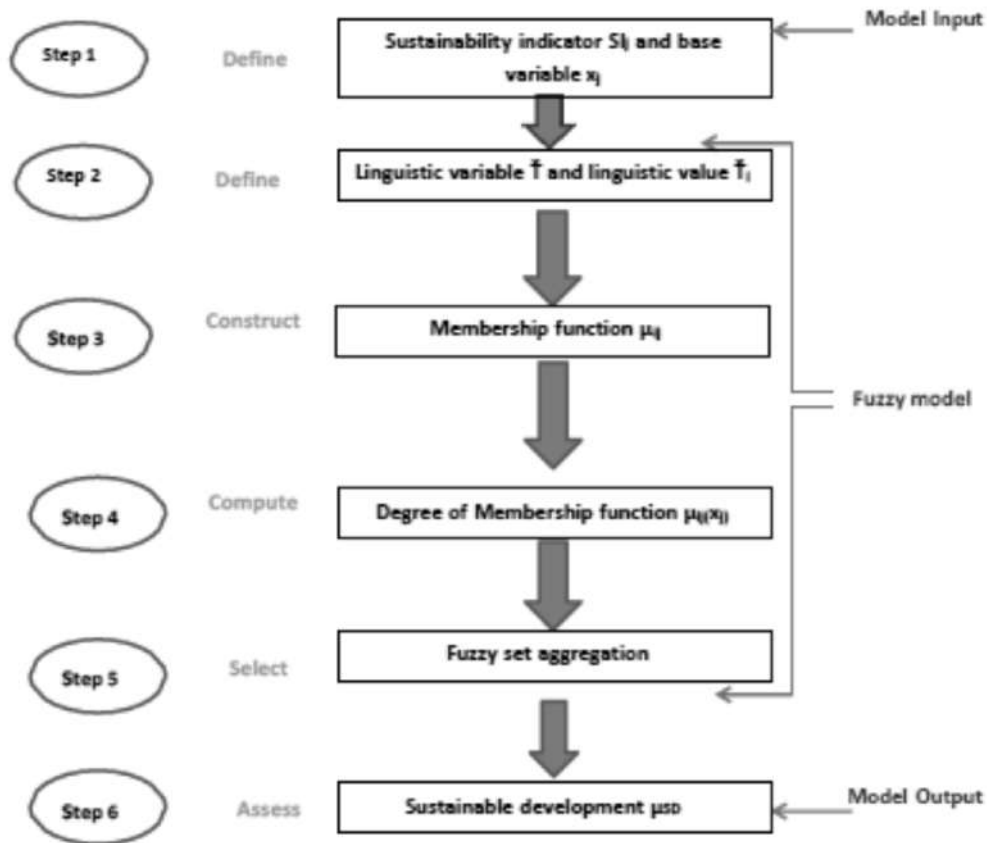 Model Input
Step 1
Define
Sustainability indicator SIj and base
variable xj
Step 2
Define
Linguistic variable T̃ and linguistic value T̃i
Step 3
Construct
Membership function μij
Fuzzy model
Step 4
Compute
Degree of Membership function μij(xj)
Step 5
Select
Fuzzy set aggregation
Step 6
Assess
Sustainable development μSD
Model Output